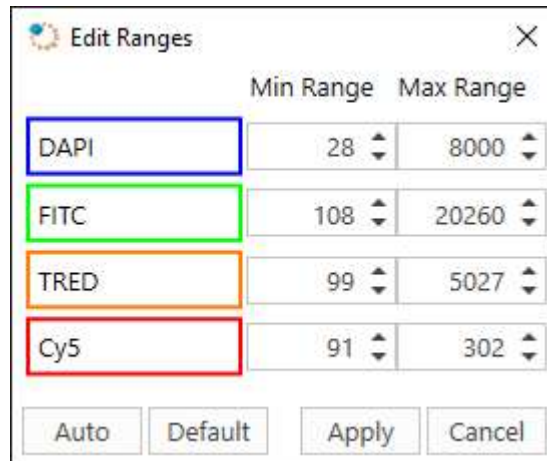 Edit Ranges
Min Range Max Range
DAPI 28 8000
FITC 108 20260
TRED 99 5027
Cy5 91 302
Auto Default Apply Cancel